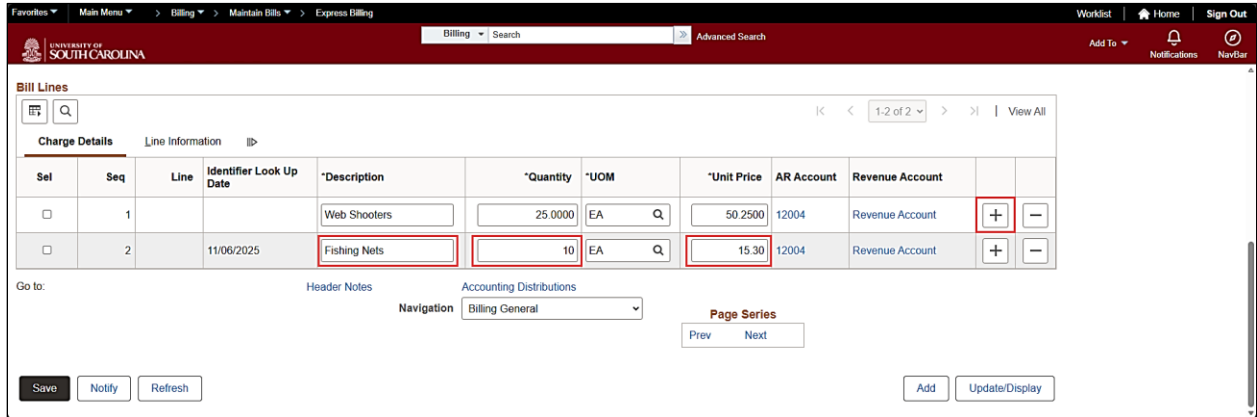 Favorites Main Menu > Billing > Maintain Bills > Express Billing Worklist Home Sign Out
UNIVERSITY OF
SOUTH CAROLINA
Billing Search » Advanced Search Add To Notifications NavBar
Bill Lines
1-2 of 2 | View All
Charge Details Line Information
Sel Seq Line Identifier Look Up Date *Description *Quantity *UOM *Unit Price AR Account Revenue Account
1 Web Shooters 25.0000 EA 50.2500 12004 Revenue Account + −
2 11/06/2025 Fishing Nets 10 EA 15.30 12004 Revenue Account + −
Go to: Header Notes Accounting Distributions
Navigation Billing General
Page Series
Prev Next
Save Notify Refresh Add Update/Display